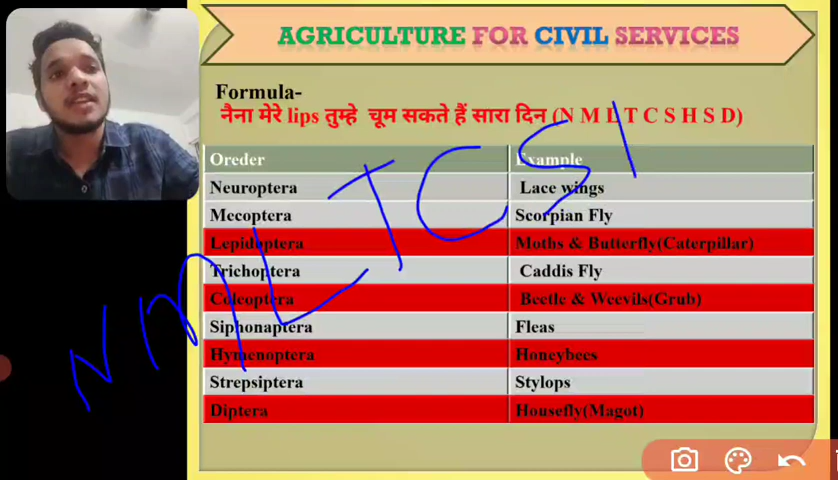 AGRICULTURE FOR CIVIL SERVICES
Formula-
नैना मेरे lips तुम्हे चूम सकते हैं सारा दिन (N M L T C S H S D)
Oreder Example
Neuroptera Lace wings
Mecoptera Scorpian Fly
Lepidoptera Moths & Butterfly(Caterpillar)
Trichoptera Caddis Fly
Coleoptera Beetle & Weevils(Grub)
Siphonaptera Fleas
Hymenoptera Honeybees
Strepsiptera Stylops
Diptera Housefly(Magot)
N M L T C S I